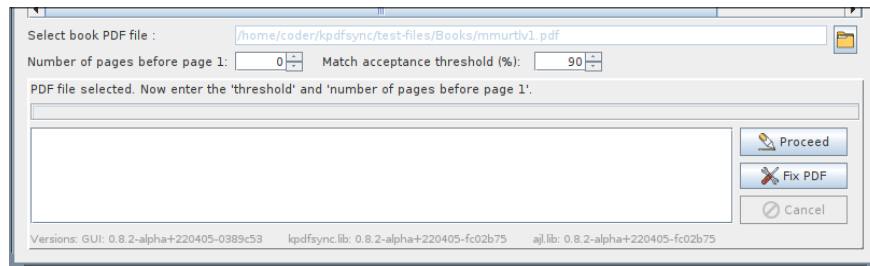 Select book PDF file :
/home/coder/kpdfsync/test-files/Books/mmurtlv1.pdf
Number of pages before page 1: 0 Match acceptance threshold (%): 90
PDF file selected. Now enter the 'threshold' and 'number of pages before page 1'.
Proceed
Fix PDF
Cancel
Versions: GUI: 0.8.2-alpha+220405-0389c53 kpdfsync.lib: 0.8.2-alpha+220405-fc02b75 ajl.lib: 0.8.2-alpha+220405-fc02b75